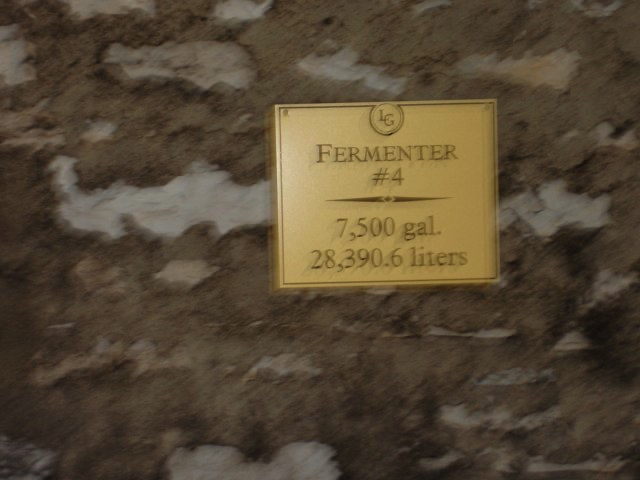 LG
FERMENTER
#4
7,500 gal.
28,390.6 liters